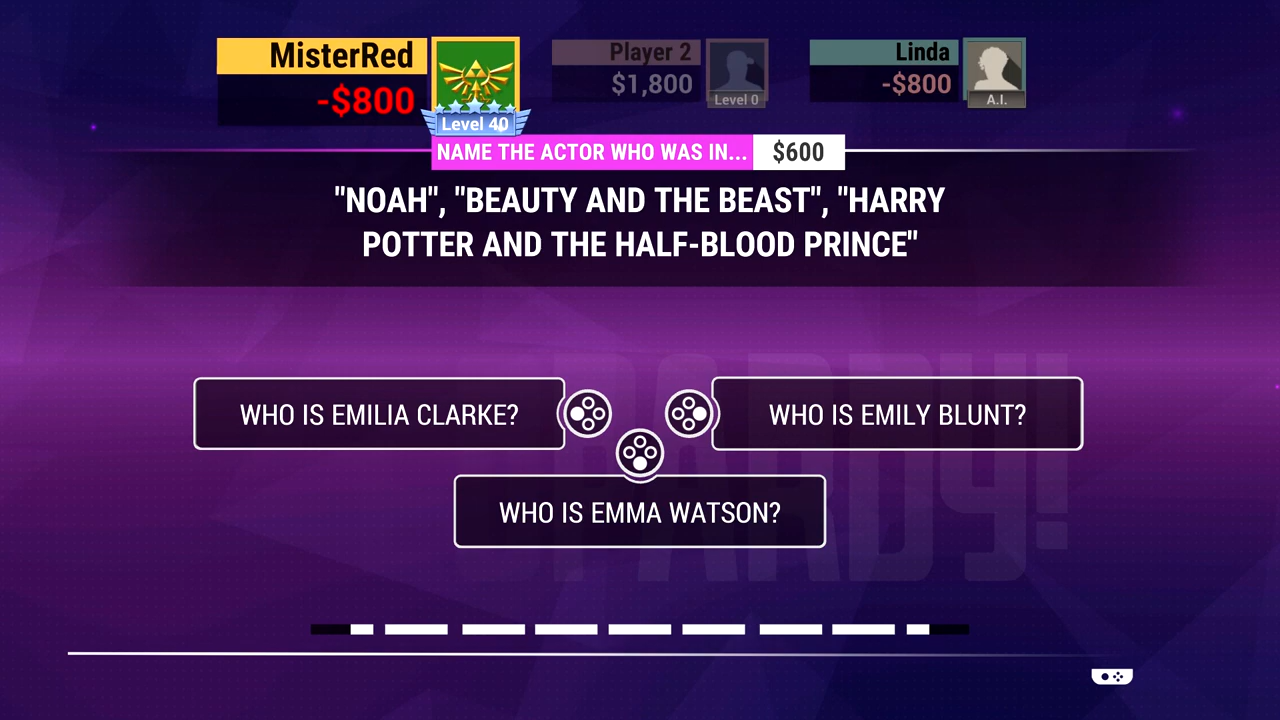 MisterRed
-$800
Level 40
Player 2
$1,800
Level 0
Linda
-$800
A.I.
NAME THE ACTOR WHO WAS IN... $600
"NOAH", "BEAUTY AND THE BEAST", "HARRY
POTTER AND THE HALF-BLOOD PRINCE"
WHO IS EMILIA CLARKE?
WHO IS EMILY BLUNT?
WHO IS EMMA WATSON?